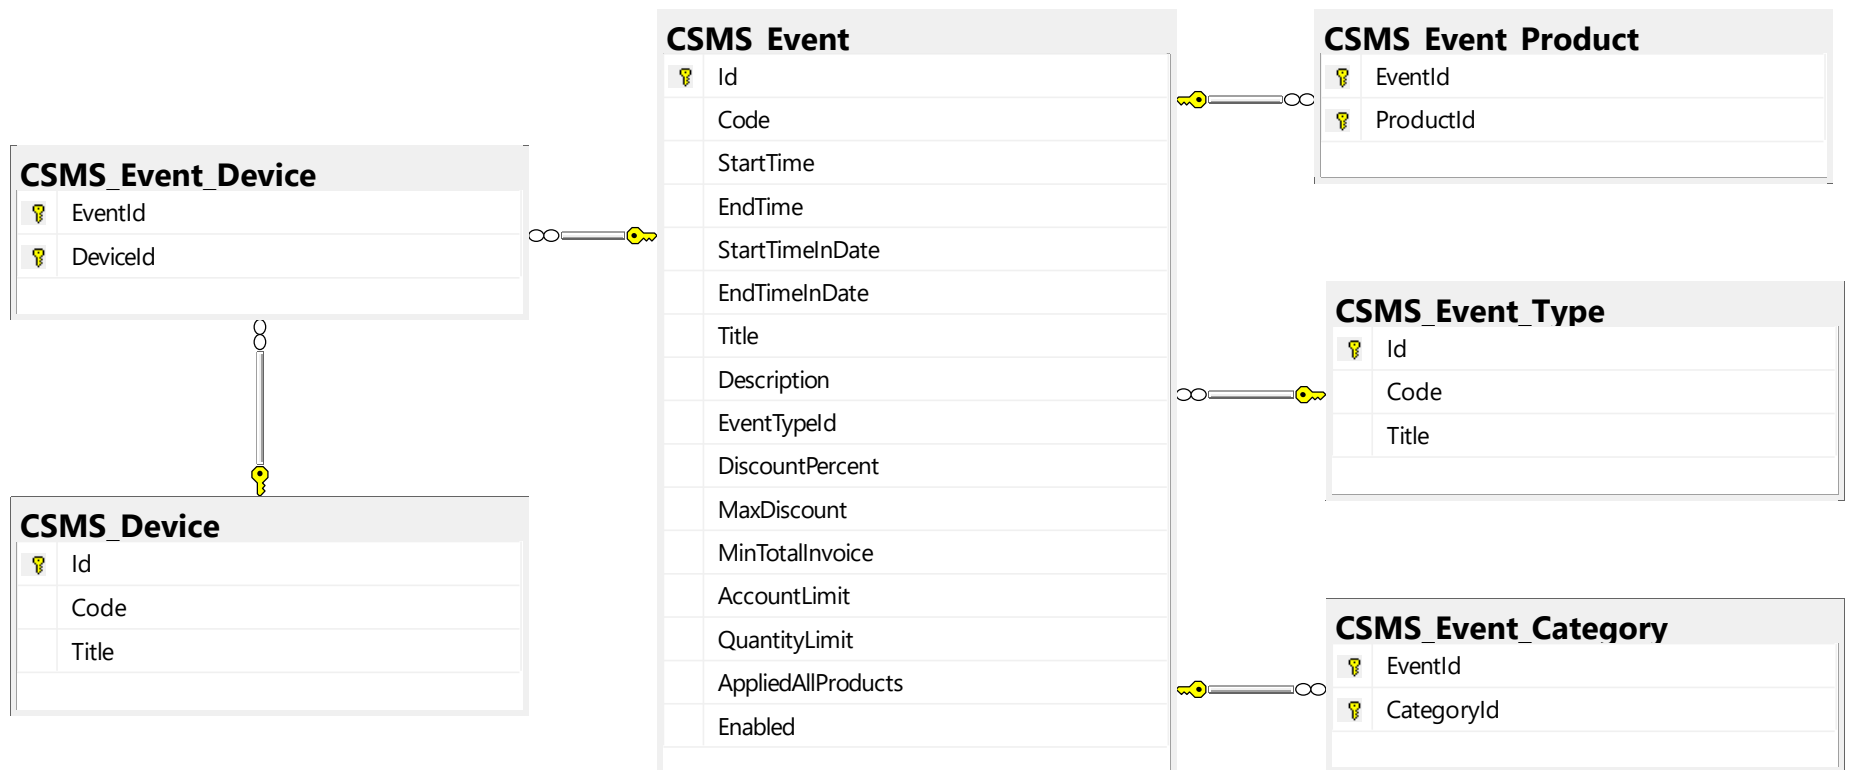 CSMS_Event_Device
EventId
DeviceId
CSMS_Device
Id
Code
Title
CSMS_Event
Id
Code
StartTime
EndTime
StartTimeInDate
EndTimeInDate
Title
Description
EventTypeId
DiscountPercent
MaxDiscount
MinTotalInvoice
AccountLimit
QuantityLimit
AppliedAllProducts
Enabled
CSMS_Event_Product
EventId
ProductId
CSMS_Event_Type
Id
Code
Title
CSMS_Event_Category
EventId
CategoryId